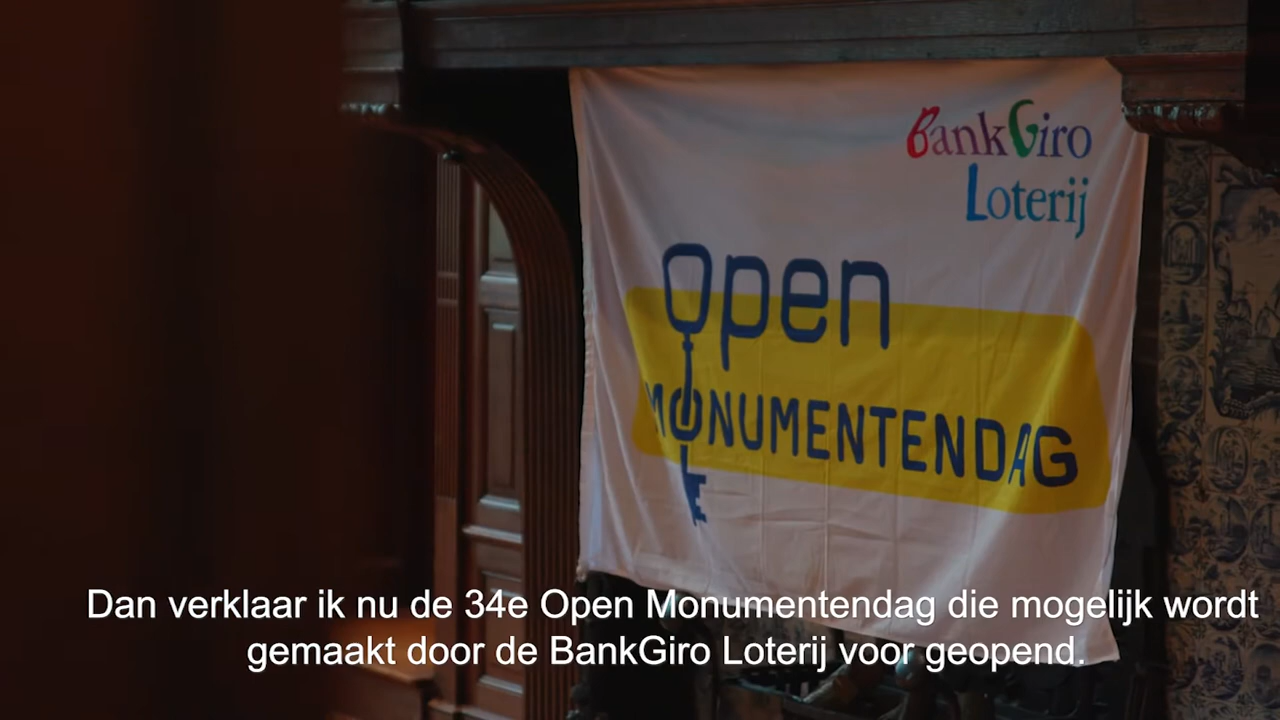 BankGiro
Loterij
open
MONUMENTENDAG
Dan verklaar ik nu de 34e Open Monumentendag die mogelijk wordt
gemaakt door de BankGiro Loterij voor geopend.